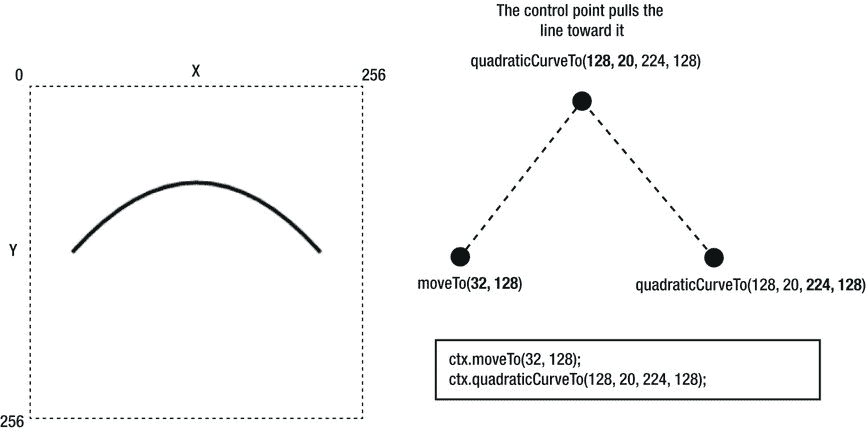 0
X
256
Y
256
The control point pulls the
line toward it
quadraticCurveTo(128, 20, 224, 128)
moveTo(32, 128)
quadraticCurveTo(128, 20, 224, 128)
ctx.moveTo(32, 128);
ctx.quadraticCurveTo(128, 20, 224, 128);